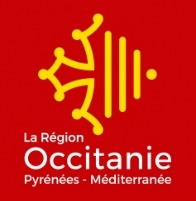 La Région
Occitanie
Pyrénées - Méditerranée